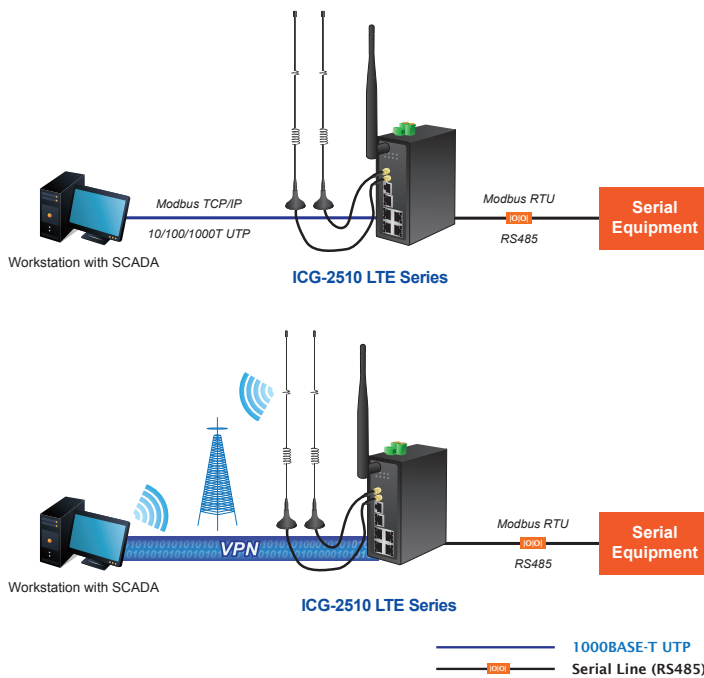 Modbus TCP/IP
10/100/1000T UTP
Workstation with SCADA
ICG-2510 LTE Series
Modbus RTU
|O|O|
RS485
Serial
Equipment
010101010101010
VPN
Workstation with SCADA
ICG-2510 LTE Series
Modbus RTU
|O|O|
RS485
Serial
Equipment
1000BASE-T UTP
|O|O|
Serial Line (RS485)